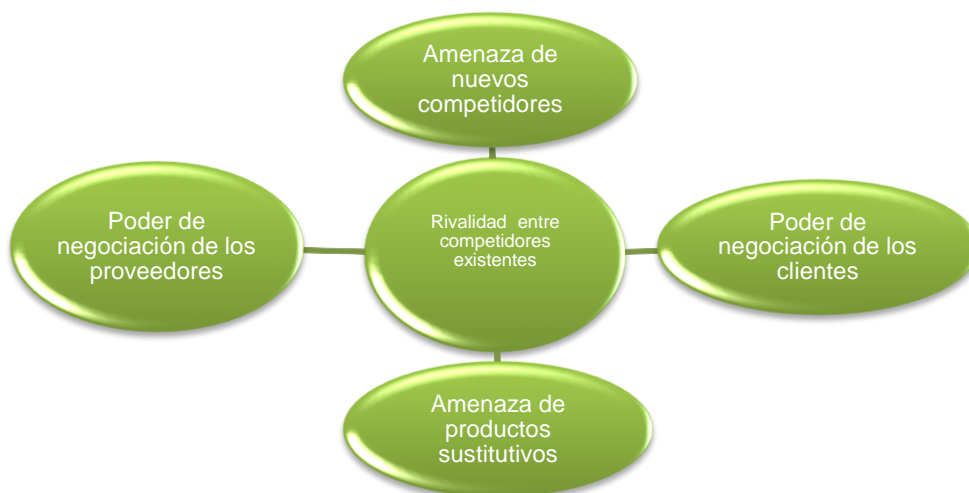 Amenaza de
nuevos
competidores
Poder de
negociación de los
proveedores
Rivalidad entre
competidores
existentes
Poder de
negociación de los
clientes
Amenaza de
productos
sustitutivos